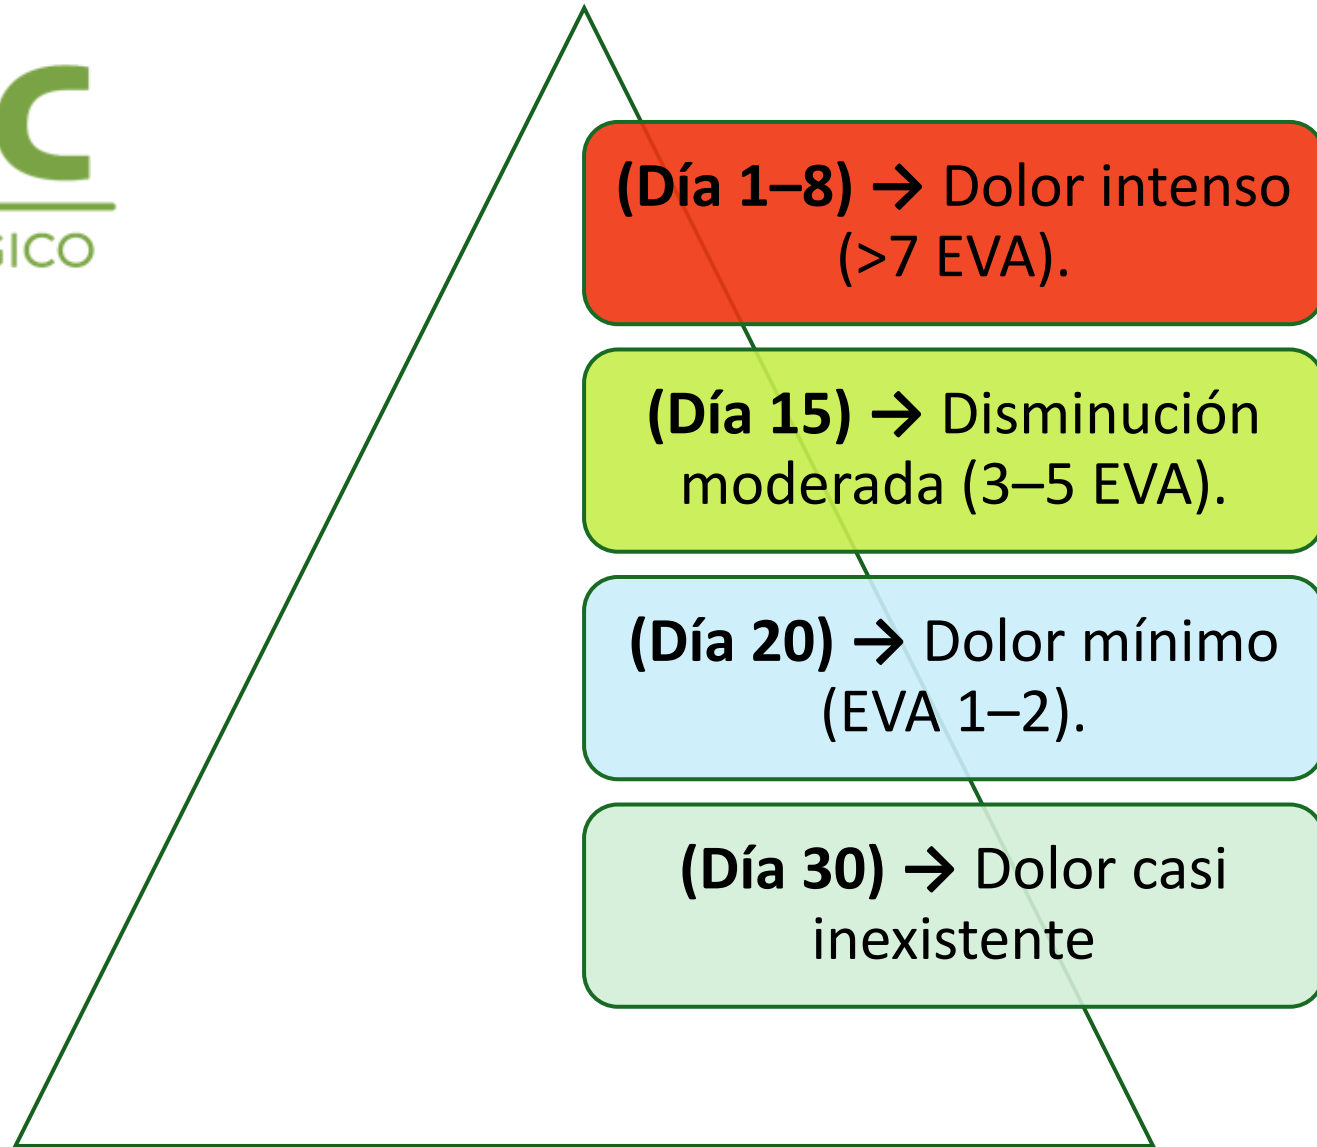 C
GICO
(Día 1–8) → Dolor intenso
(>7 EVA).
(Día 15) → Disminución
moderada (3–5 EVA).
(Día 20) → Dolor mínimo
(EVA 1–2).
(Día 30) → Dolor casi
inexistente